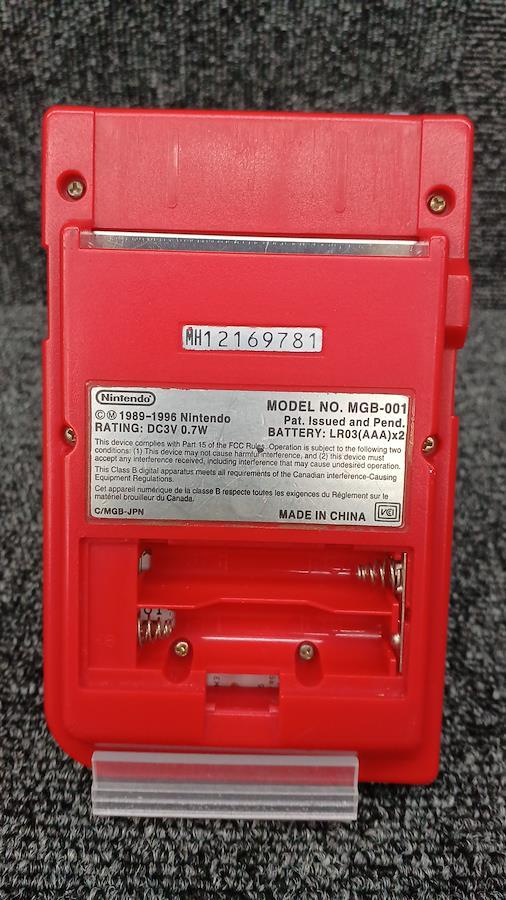 MH12169781
Nintendo
©Ⓜ 1989-1996 Nintendo
MODEL NO. MGB-001
Pat. Issued and Pend.
RATING: DC3V 0.7W
BATTERY: LR03(AAA)x2
This device complies with Part 15 of the FCC Rules. Operation is subject to the following two
conditions: (1) This device may not cause harmful interference, and (2) this device must
accept any interference received, including interference that may cause undesired operation.
This Class B digital apparatus meets all requirements of the Canadian Interference-Causing
Equipment Regulations.
Cet appareil numérique de la classe B respecte toutes les exigences du Règlement sur le
matériel brouilleur du Canada.
C/MGB-JPN
MADE IN CHINA
VCI